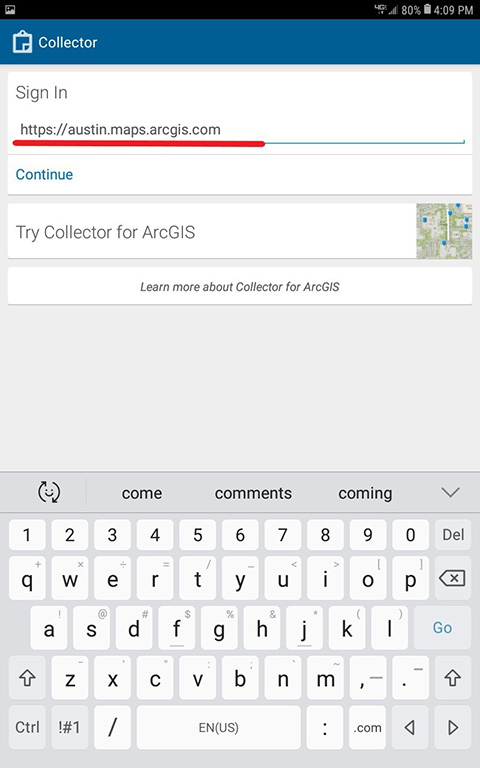 4G 80% 4:09 PM
Collector
Sign In
https://austin.maps.arcgis.com
Continue
Try Collector for ArcGIS
Learn more about Collector for ArcGIS
come comments coming
1 2 3 4 5 6 7 8 9 0 Del
+ × ÷ = / _ < > [ ]
q w e r t y u i o p
! @ # $ % & * ( )
a s d f g h j k l Go
- ' " : ; , ?
z x c v b n m , .
Ctrl !#1 / EN(US) : .com